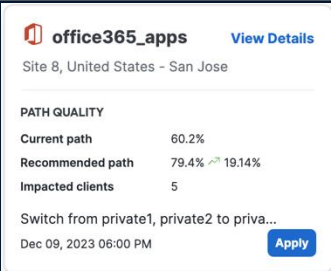 office365_apps View Details
Site 8, United States - San Jose
PATH QUALITY
Current path 60.2%
Recommended path 79.4% 19.14%
Impacted clients 5
Switch from private1, private2 to priva...
Dec 09, 2023 06:00 PM Apply